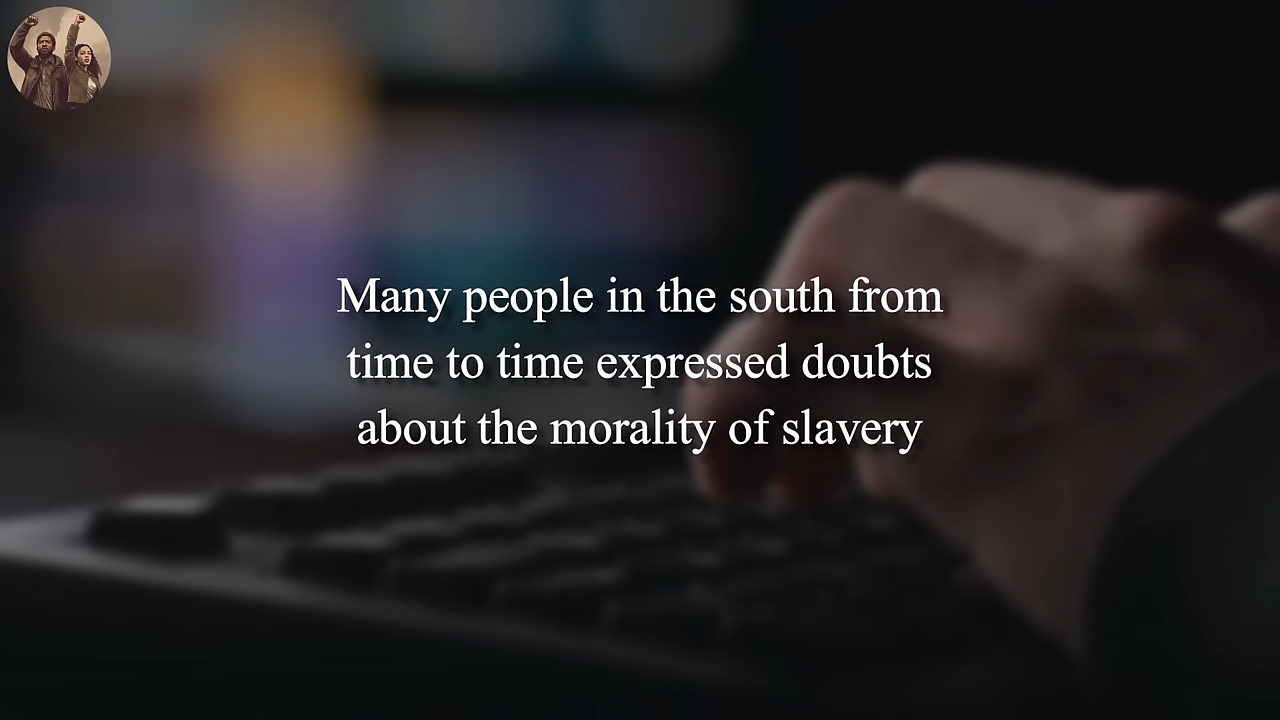 Many people in the south from
time to time expressed doubts
about the morality of slavery